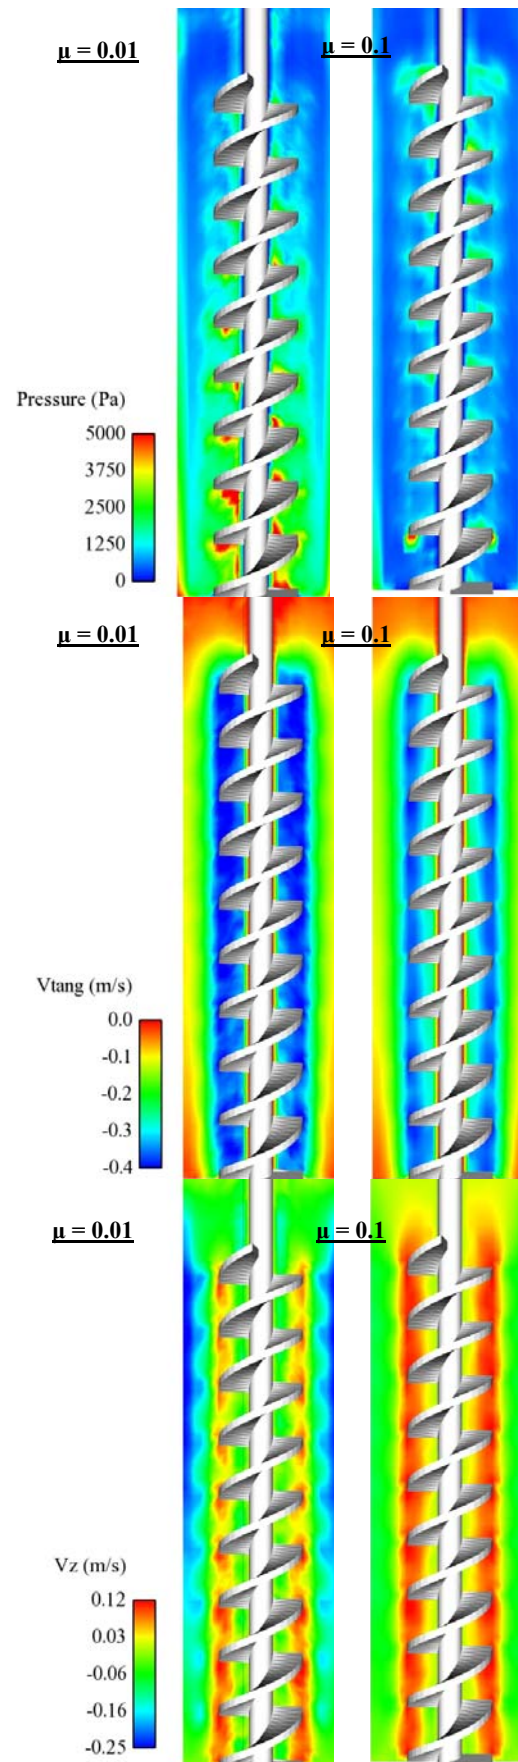 μ = 0.01
μ = 0.1
Pressure (Pa)
5000
3750
2500
1250
0
μ = 0.01
μ = 0.1
Vtang (m/s)
0.0
-0.1
-0.2
-0.3
-0.4
μ = 0.01
μ = 0.1
Vz (m/s)
0.12
0.03
-0.06
-0.16
-0.25